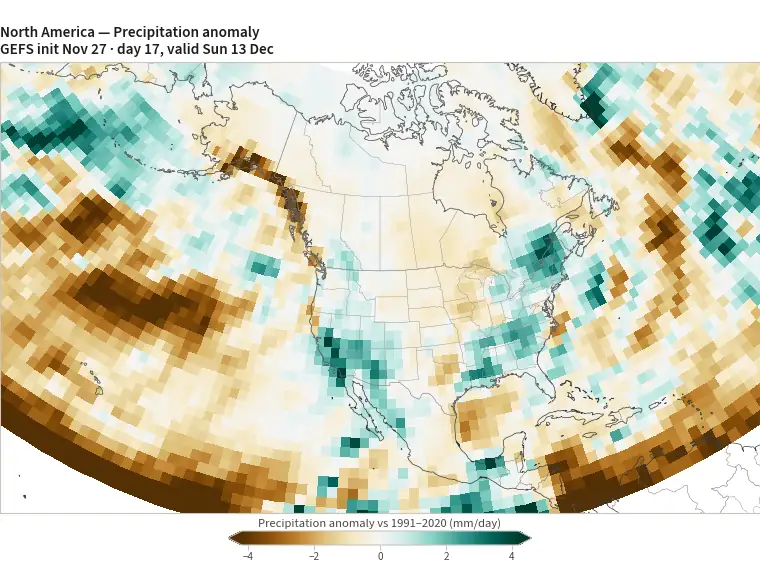 North America — Precipitation anomaly
GEFS init Nov 27 · day 17, valid Sun 13 Dec
Precipitation anomaly vs 1991–2020 (mm/day)
−4 −2 0 2 4